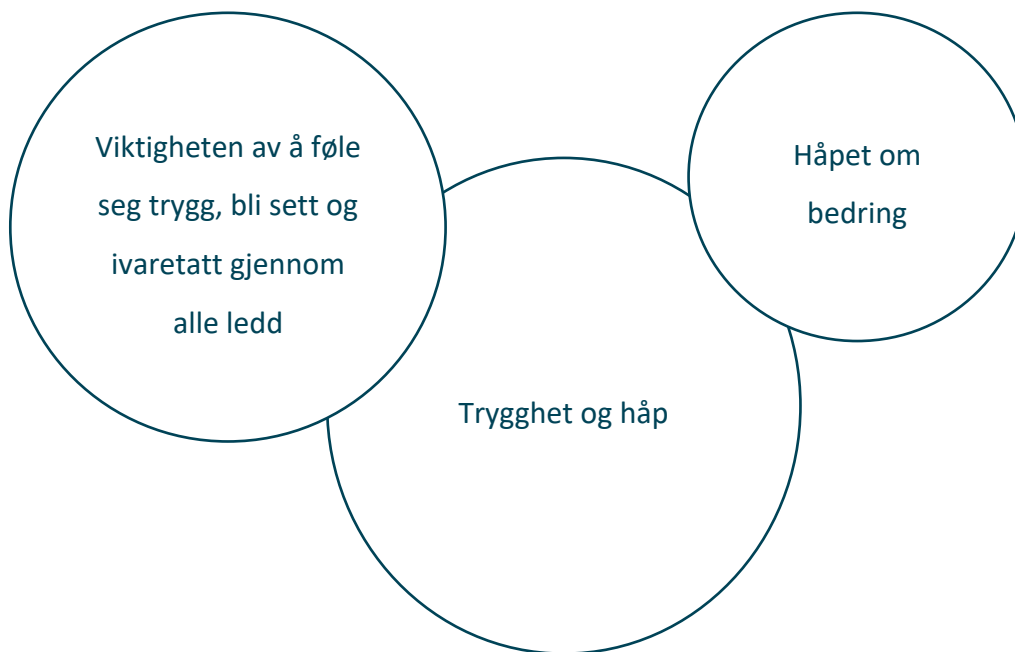 Viktigheten av å føle
seg trygg, bli sett og
ivaretatt gjennom
alle ledd
Håpet om
bedring
Trygghet og håp